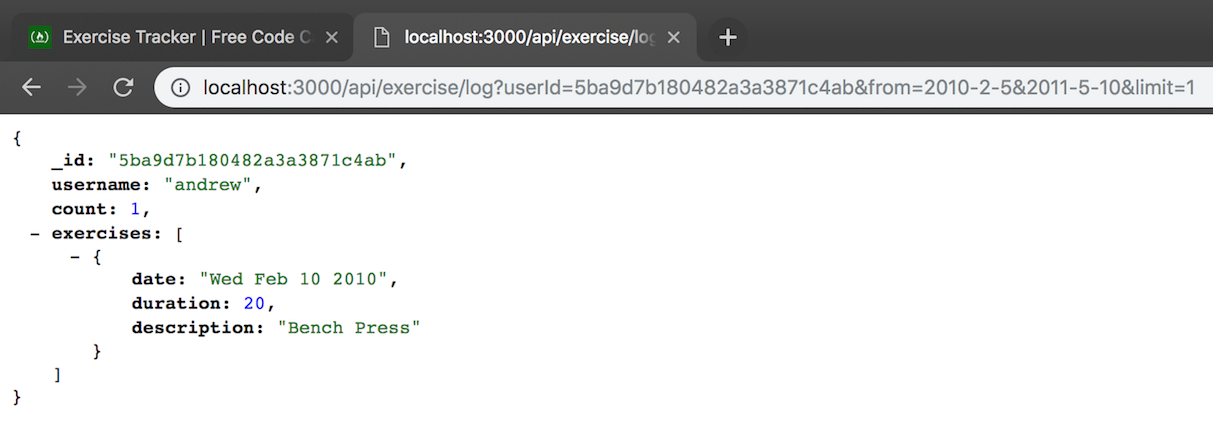 Exercise Tracker | Free Code C
localhost:3000/api/exercise/log
localhost:3000/api/exercise/log?userId=5ba9d7b180482a3a3871c4ab&from=2010-2-5&2011-5-10&limit=1
{
_id: "5ba9d7b180482a3a3871c4ab",
username: "andrew",
count: 1,
- exercises: [
- {
date: "Wed Feb 10 2010",
duration: 20,
description: "Bench Press"
}
]
}